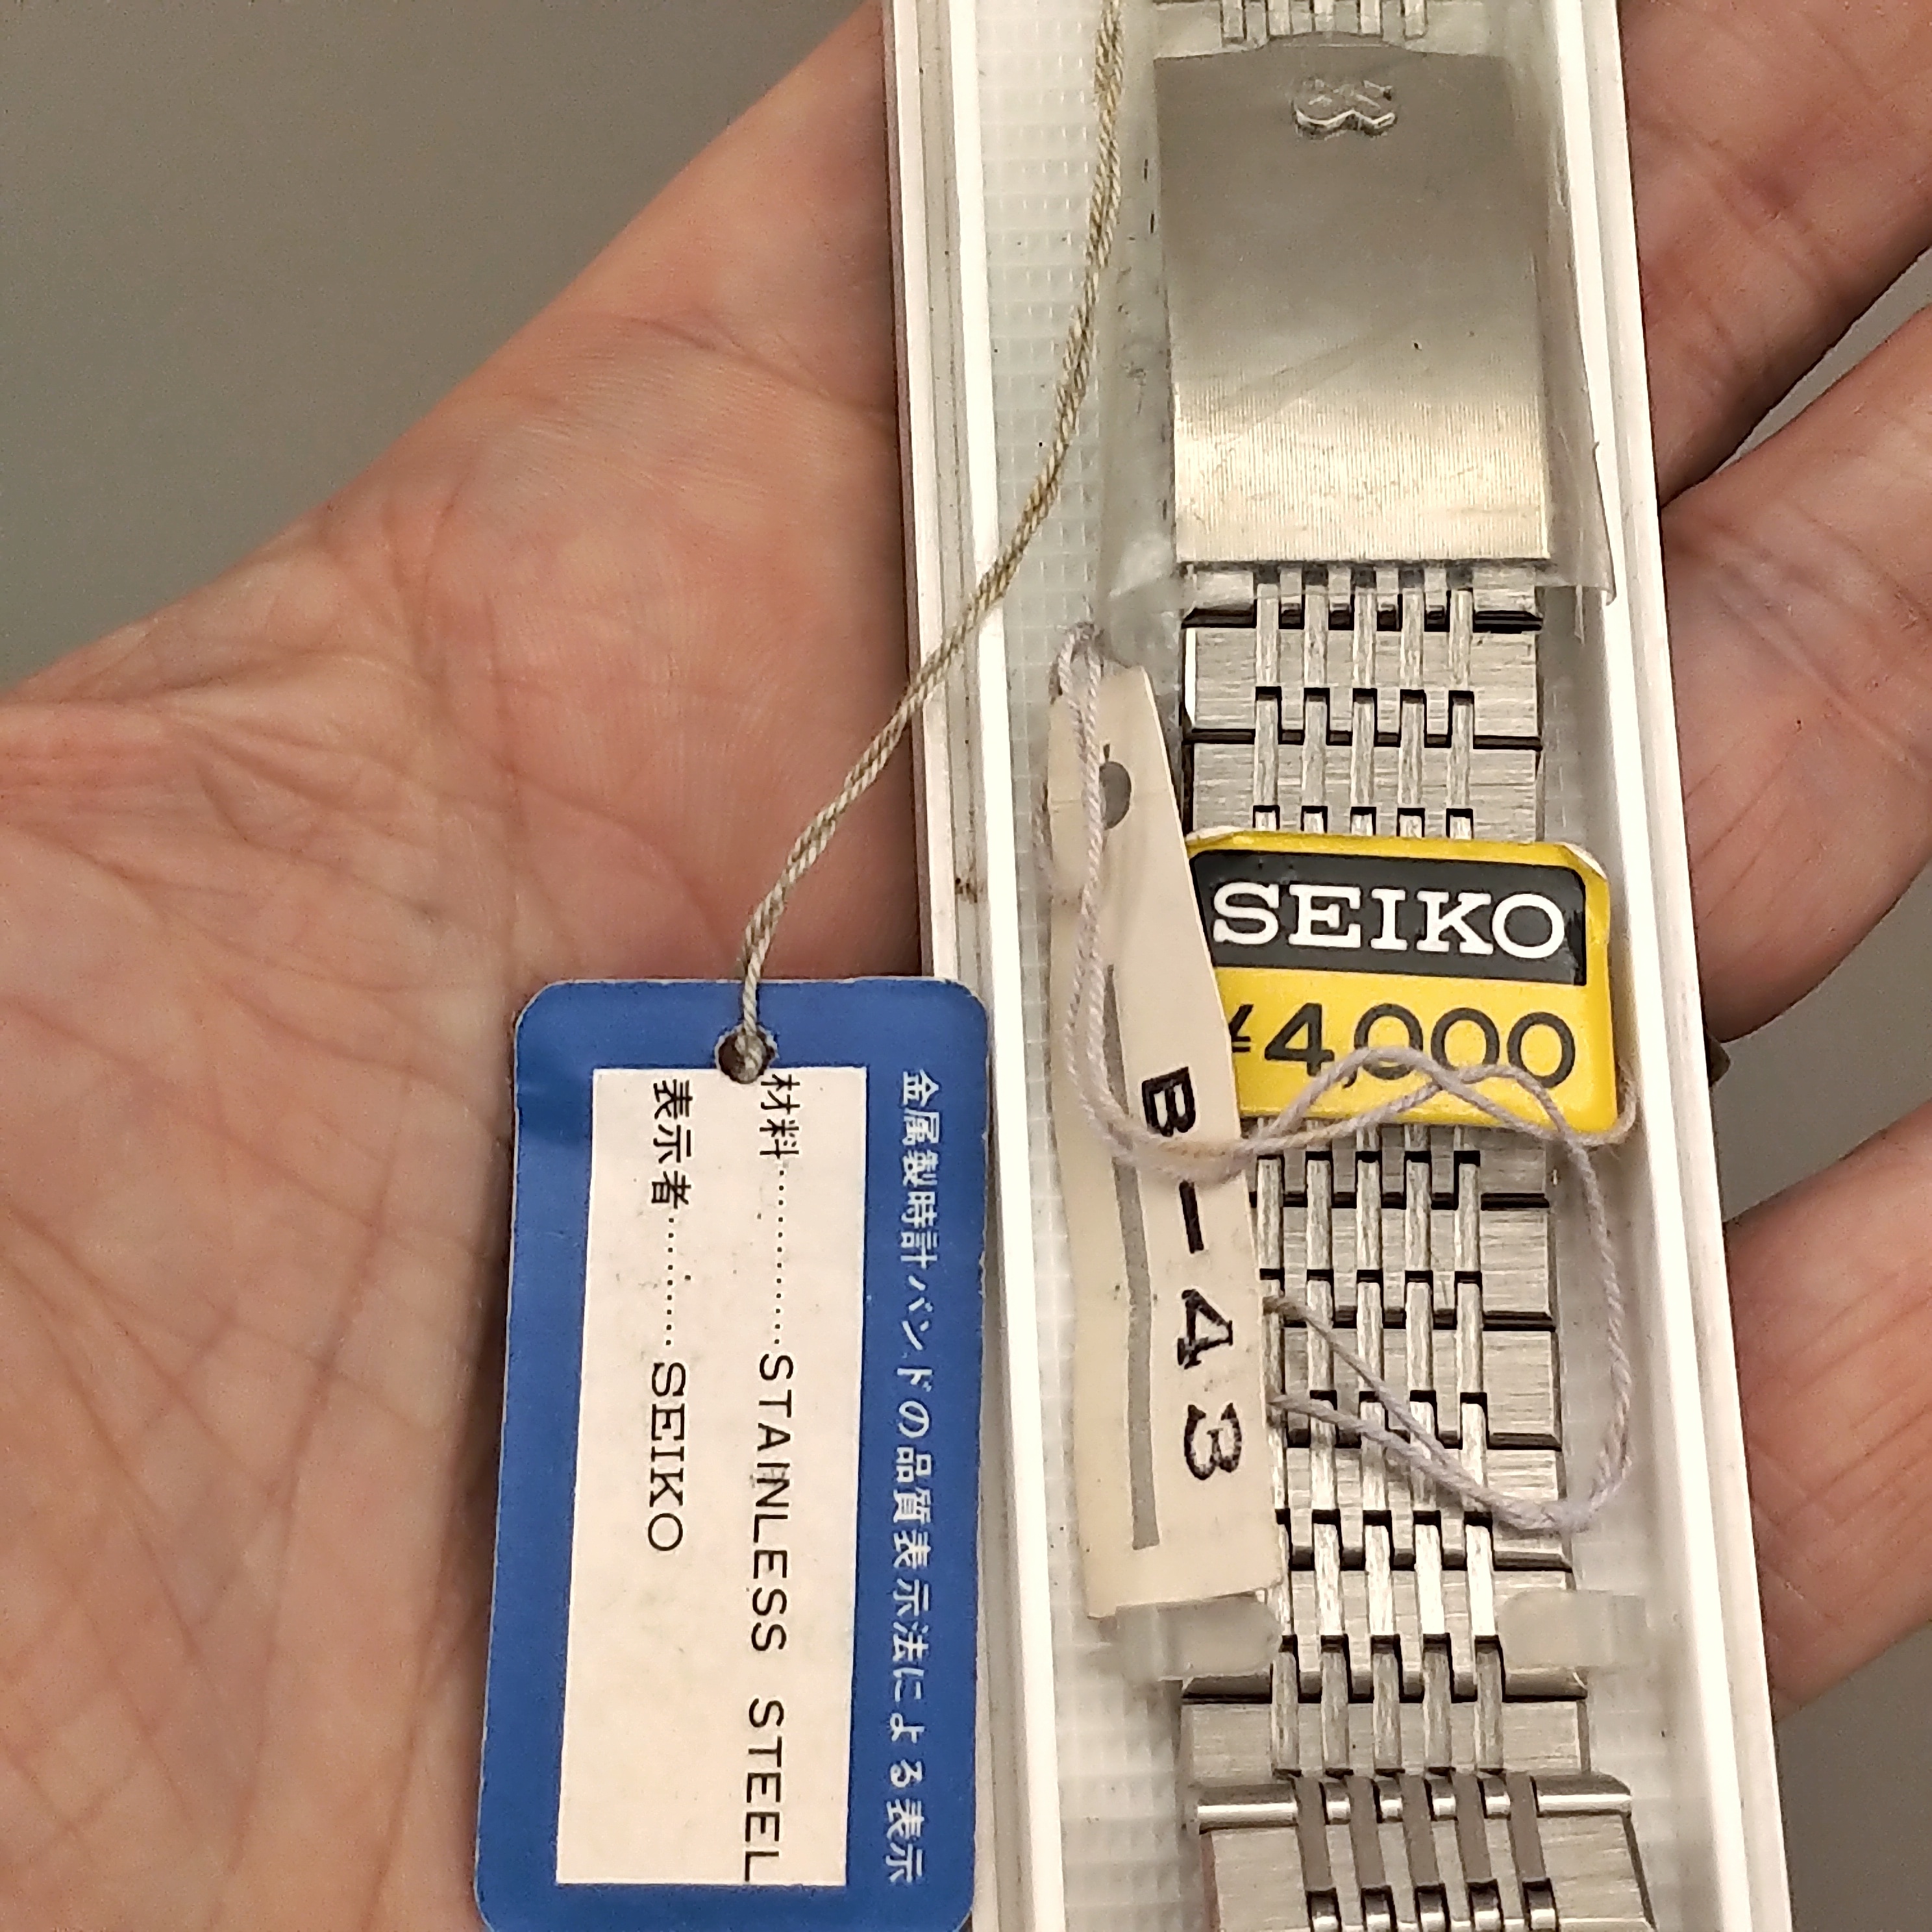 SEIKO
¥4,000
B-43
金属製時計バンドの品質表示法による表示
材料…………STANLESS STEEL
表示者………SEIKO